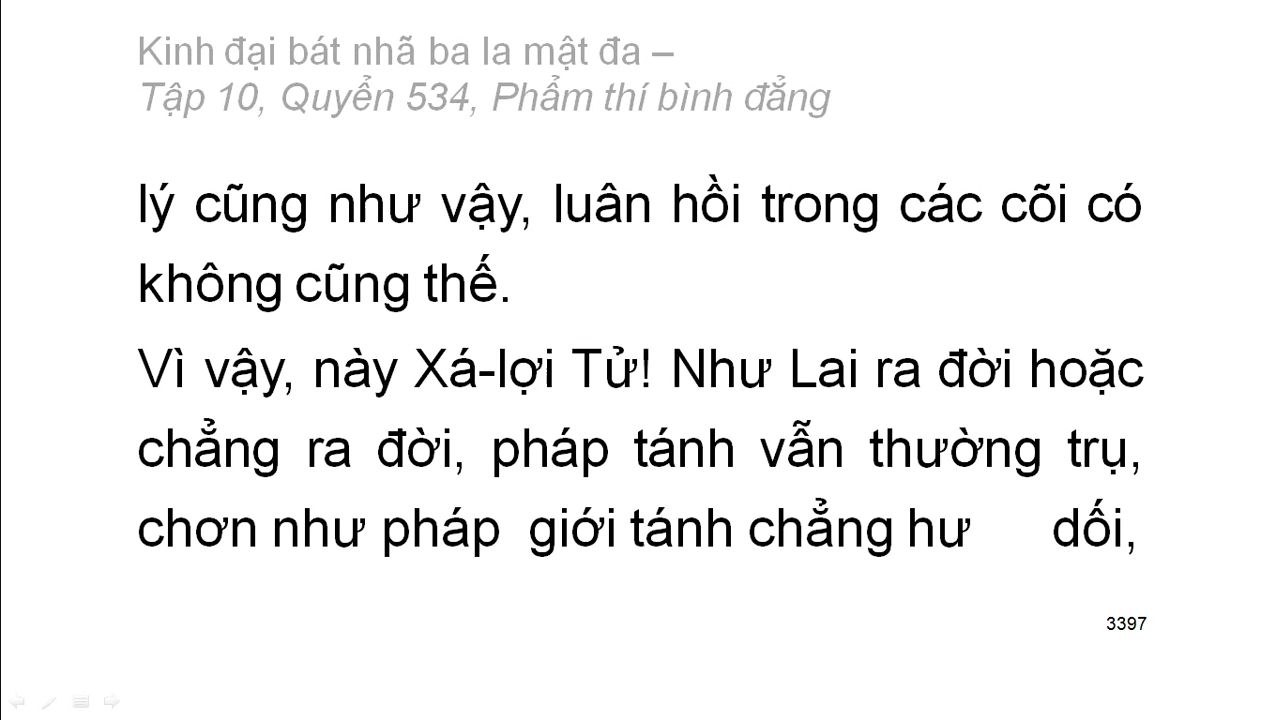 Kinh đại bát nhã ba la mật đa –
Tập 10, Quyển 534, Phẩm thí bình đẳng
lý cũng như vậy, luân hồi trong các cõi có
không cũng thế.
Vì vậy, này Xá-lợi Tử! Như Lai ra đời hoặc
chẳng ra đời, pháp tánh vẫn thường trụ,
chơn như pháp giới tánh chẳng hư dối,
3397